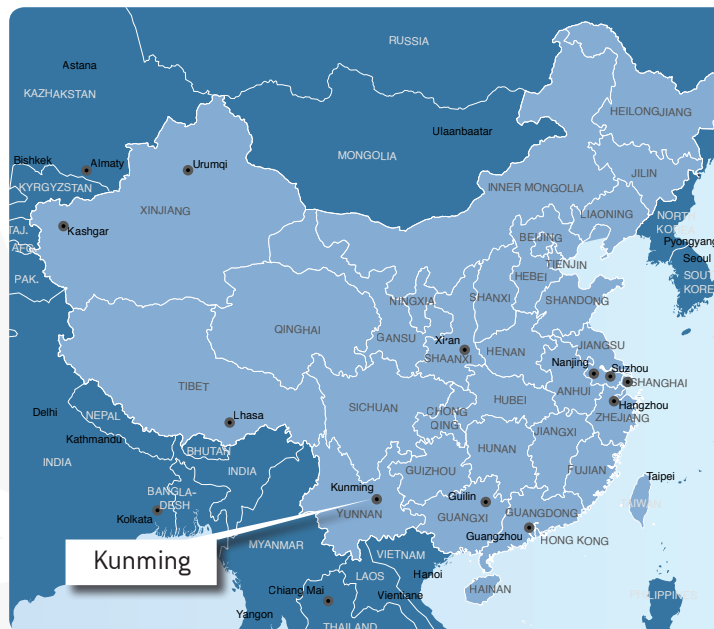 RUSSIA
Astana
KAZAKHSTAN
HEILONGJIANG
Ulaanbaatar
MONGOLIA
Bishkek
Almaty
Urumqi
JILIN
KYRGYZSTAN
INNER MONGOLIA
XINJIANG
LIAONING
NORTH
KOREA
TAJ.
Kashgar
BEIJING
Pyongyang
AFG.
TIENJIN
Seoul
HEBEI
SOUTH
KOREA
PAK.
NINGXIA
SHANXI
SHANDONG
QINGHAI
GANSU
Xi'an
JIANGSU
SHAANXI
HENAN
Nanjing
Suzhou
SHANGHAI
TIBET
ANHUI
Hangzhou
SICHUAN
HUBEI
ZHEJIANG
Delhi
NEPAL
Lhasa
CHONG
QING
JIANGXI
Kathmandu
BHUTAN
HUNAN
INDIA
INDIA
GUIZHOU
FUJIAN
Taipei
BANGLA-
DESH
Kunming
Guilin
TAIWAN
Kolkata
YUNNAN
GUANGXI
GUANGDONG
Guangzhou
HONG KONG
MYANMAR
Kunming
VIETNAM
LAOS
Hanoi
Chiang Mai
Vientiane
HAINAN
PHILIPPINES
Yangon
THAILAND